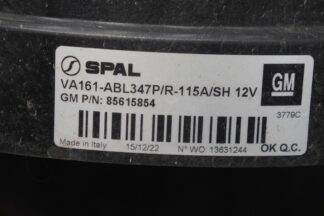 SPAL
VA161-ABL347P/R-115A/SH 12V
GM P/N: 85615854
GM
3779C
Made in Italy 15/12/22 N° WO: 13631244 OK Q.C.